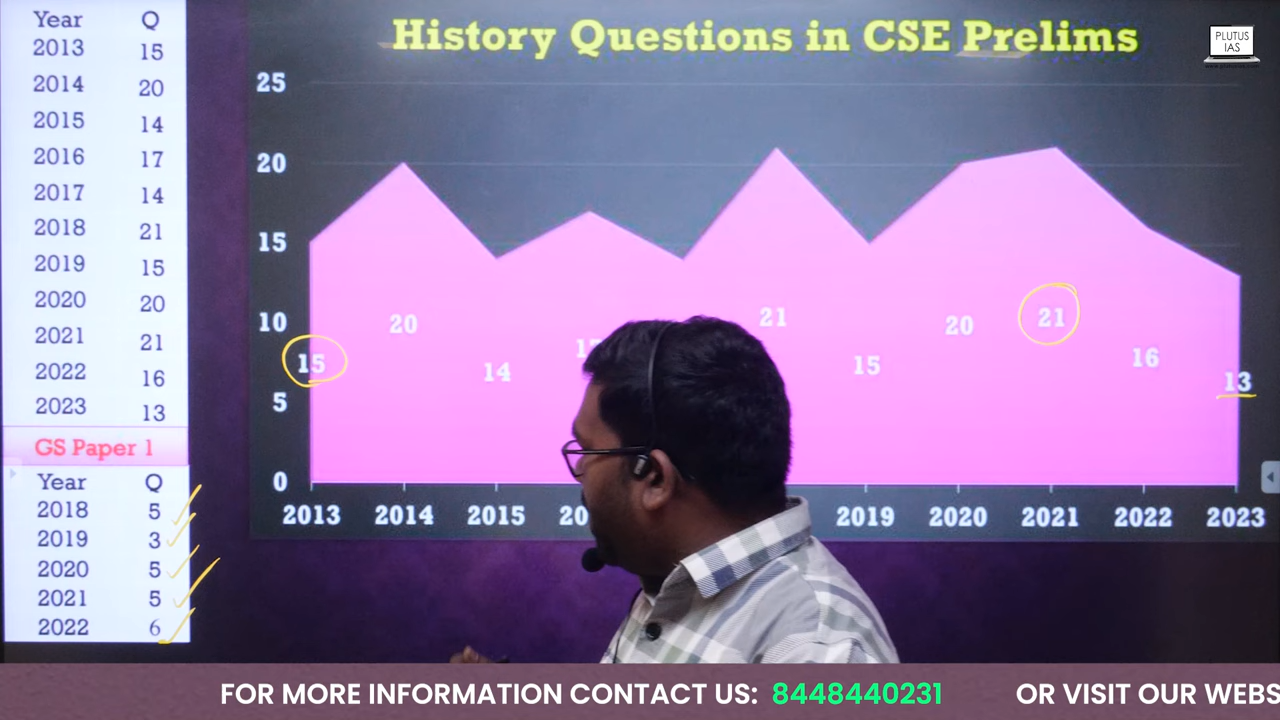 Year Q
2013 15
2014 20
2015 14
2016 17
2017 14
2018 21
2019 15
2020 20
2021 21
2022 16
2023 13
GS Paper 1
Year Q
2018 5
2019 3
2020 5
2021 5
2022 6
History Questions in CSE Prelims
PLUTUS
IAS
25
20
15
10
5
0
15 20 14 21 15 20 21 16 13
2013 2014 2015 2019 2020 2021 2022 2023
FOR MORE INFORMATION CONTACT US: 8448440231 OR VISIT OUR